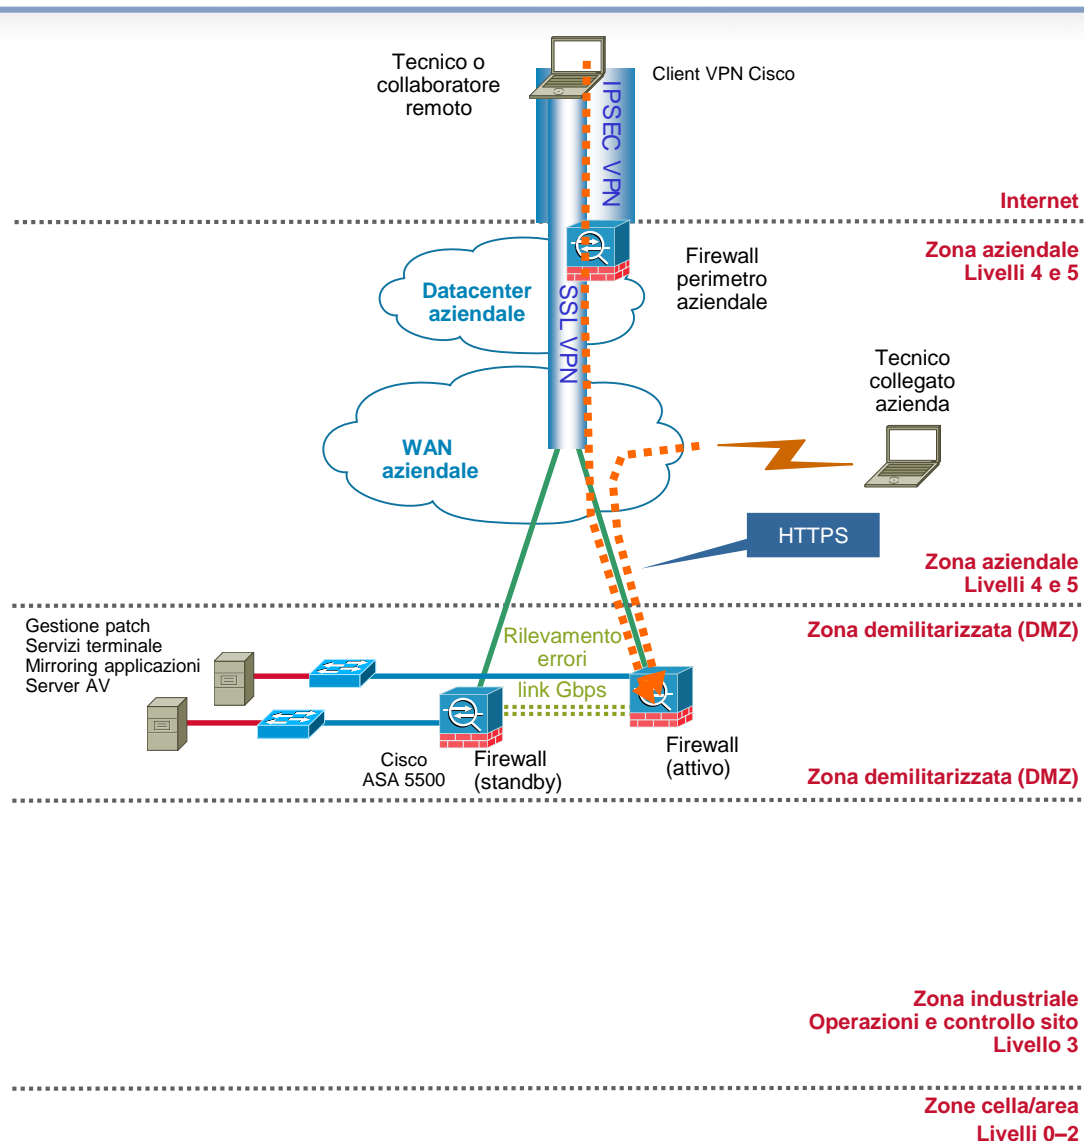 Tecnico o
collaboratore
remoto
Client VPN Cisco
IPSEC VPN
Internet
Zona aziendale
Livelli 4 e 5
Firewall
perimetro
aziendale
Datacenter
aziendale
SSL VPN
Tecnico
collegato
azienda
WAN
aziendale
HTTPS
Zona aziendale
Livelli 4 e 5
Zona demilitarizzata (DMZ)
Gestione patch
Servizi terminale
Mirroring applicazioni
Server AV
Rilevamento
errori
link Gbps
Cisco
ASA 5500
Firewall
(standby)
Firewall
(attivo)
Zona demilitarizzata (DMZ)
Zona industriale
Operazioni e controllo sito
Livello 3
Zone cella/area
Livelli 0–2